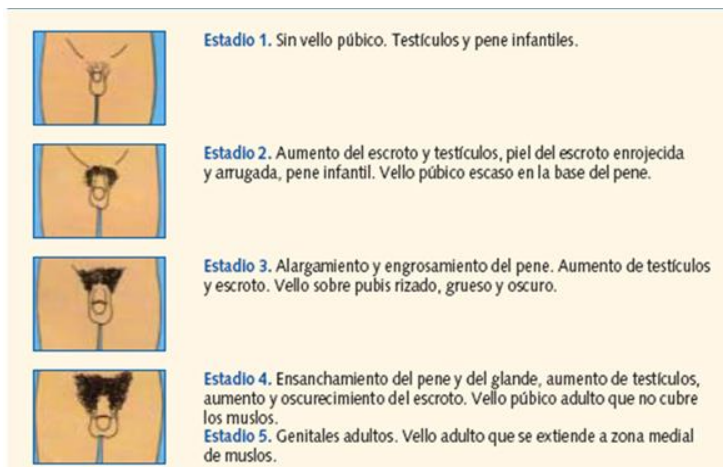 Estadio 1. Sin vello púbico. Testículos y pene infantiles.
Estadio 2. Aumento del escroto y testículos, piel del escroto enrojecida
y arrugada, pene infantil. Vello púbico escaso en la base del pene.
Estadio 3. Alargamiento y engrosamiento del pene. Aumento de testículos
y escroto. Vello sobre pubis rizado, grueso y oscuro.
Estadio 4. Ensanchamiento del pene y del glande, aumento de testículos,
aumento y oscurecimiento del escroto. Vello púbico adulto que no cubre
los muslos.
Estadio 5. Genitales adultos. Vello adulto que se extiende a zona medial
de muslos.